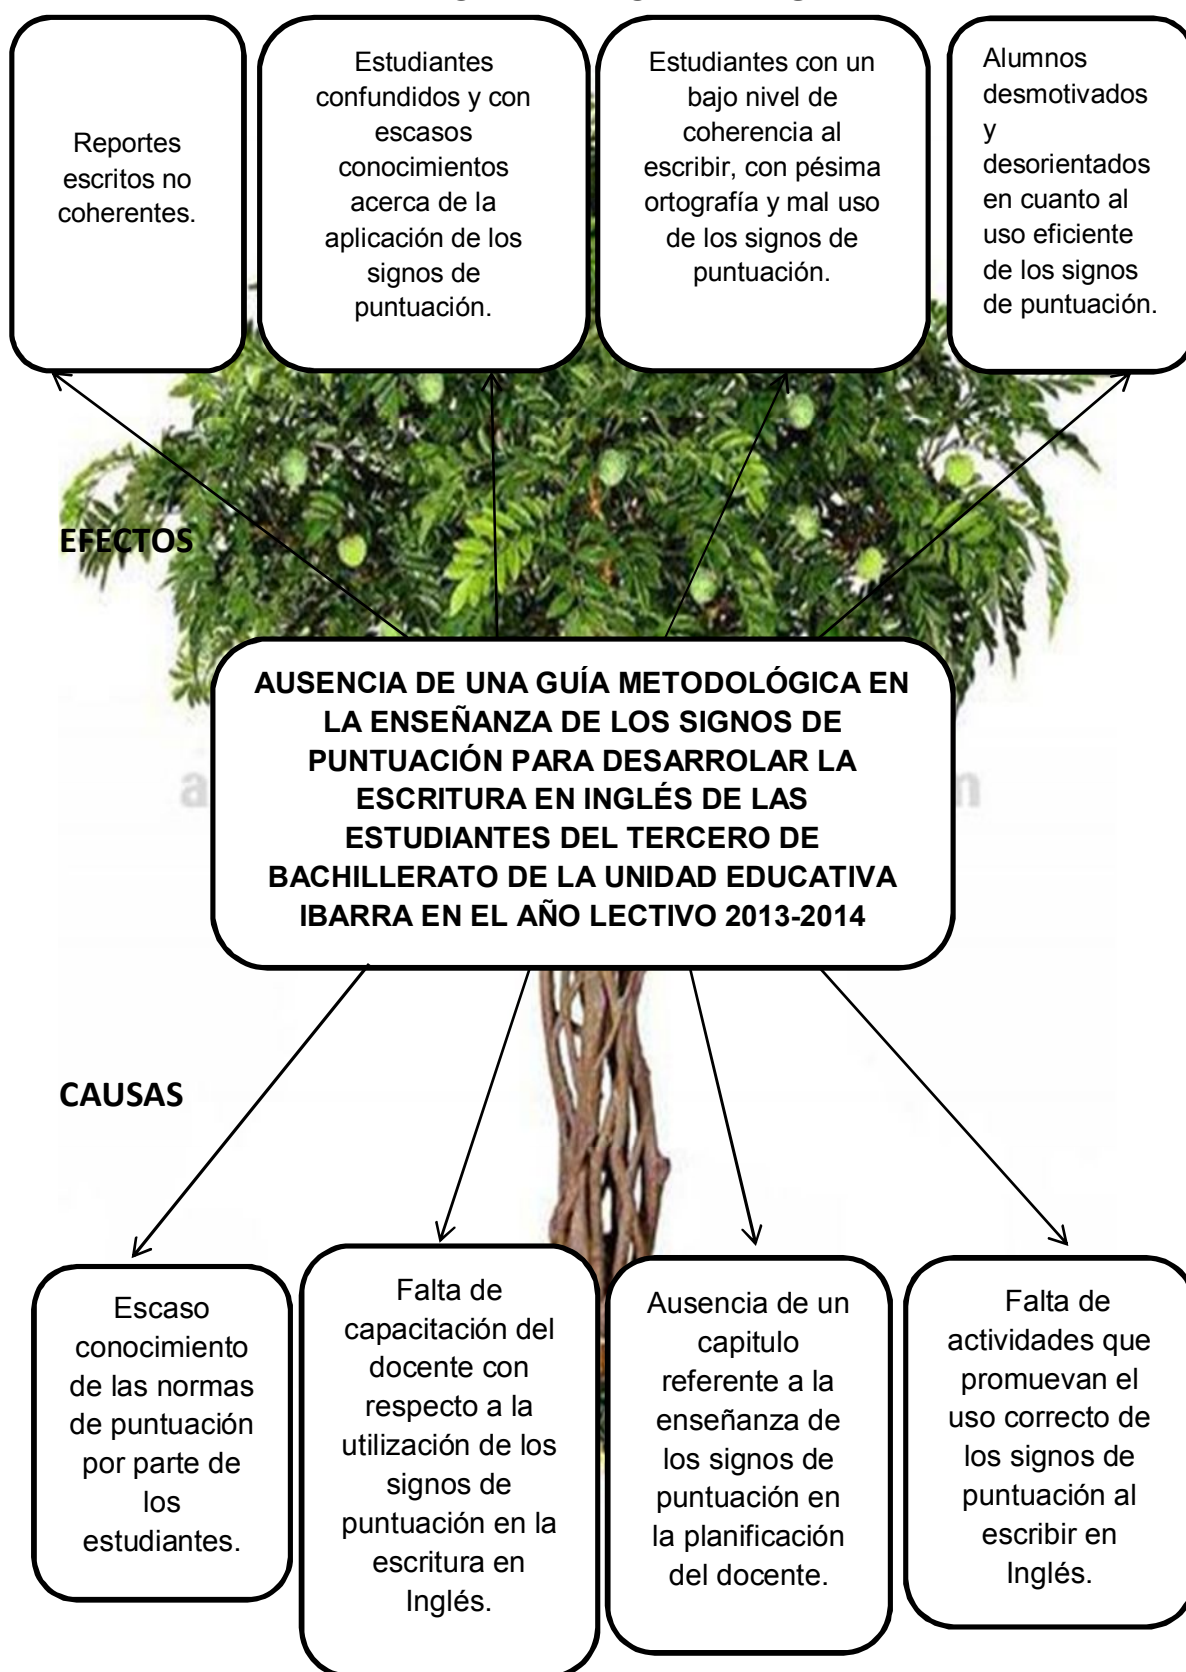 Reportes
escritos no
coherentes.
Estudiantes
confundidos y con
escasos
conocimientos
acerca de la
aplicación de los
signos de
puntuación.
Estudiantes con un
bajo nivel de
coherencia al
escribir, con pésima
ortografía y mal uso
de los signos de
puntuación.
Alumnos
desmotivados
y
desorientados
en cuanto al
uso eficiente
de los signos
de puntuación.
EFECTOS
AUSENCIA DE UNA GUÍA METODOLÓGICA EN
LA ENSEÑANZA DE LOS SIGNOS DE
PUNTUACIÓN PARA DESARROLAR LA
ESCRITURA EN INGLÉS DE LAS
ESTUDIANTES DEL TERCERO DE
BACHILLERATO DE LA UNIDAD EDUCATIVA
IBARRA EN EL AÑO LECTIVO 2013-2014
CAUSAS
Escaso
conocimiento
de las normas
de puntuación
por parte de
los
estudiantes.
Falta de
capacitación del
docente con
respecto a la
utilización de los
signos de
puntuación en la
escritura en
Inglés.
Ausencia de un
capitulo
referente a la
enseñanza de
los signos de
puntuación en
la planificación
del docente.
Falta de
actividades que
promuevan el
uso correcto de
los signos de
puntuación al
escribir en
Inglés.